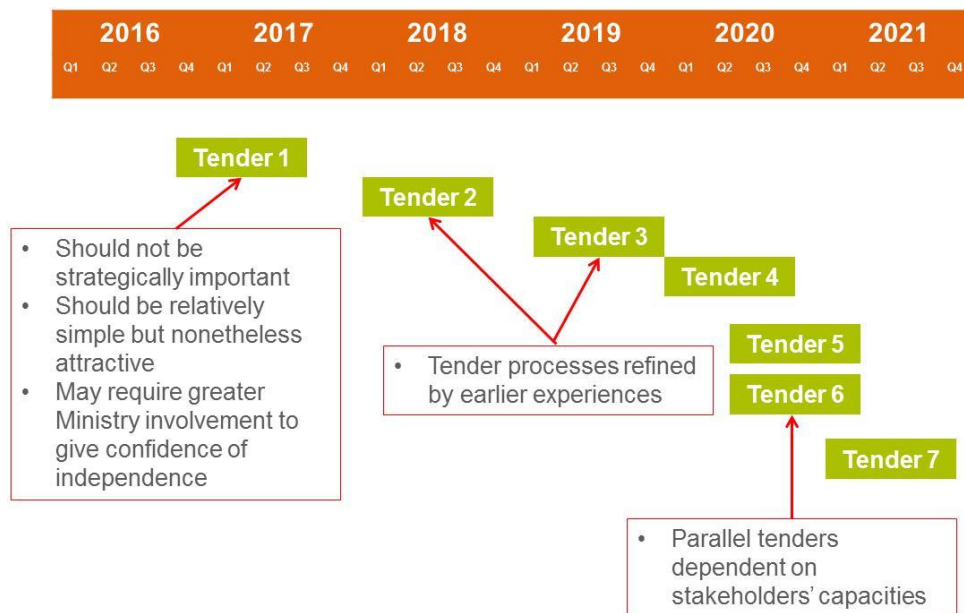 2016 2017 2018 2019 2020 2021
Q1 Q2 Q3 Q4 Q1 Q2 Q3 Q4 Q1 Q2 Q3 Q4 Q1 Q2 Q3 Q4 Q1 Q2 Q3 Q4 Q1 Q2 Q3 Q4
Tender 1
Tender 2
Tender 3
Tender 4
Tender 5
Tender 6
Tender 7
• Should not be
strategically important
• Should be relatively
simple but nonetheless
attractive
• May require greater
Ministry involvement to
give confidence of
independence
• Tender processes refined
by earlier experiences
• Parallel tenders
dependent on
stakeholders' capacities